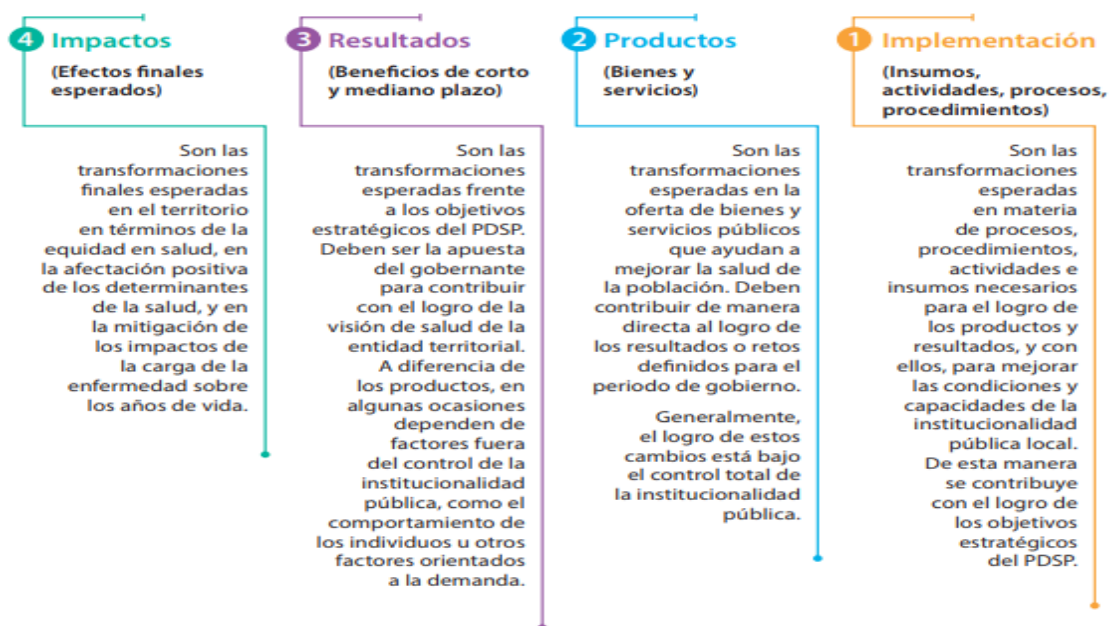 4 Impactos
(Efectos finales
esperados)
Son las
transformaciones
finales esperadas
en el territorio
en términos de la
equidad en salud, en
la afectación positiva
de los determinantes
de la salud, y en
la mitigación de
los impactos de
la carga de la
enfermedad sobre
los años de vida.
3 Resultados
(Beneficios de corto
y mediano plazo)
Son las
transformaciones
esperadas frente
a los objetivos
estratégicos del PDSP.
Deben ser la apuesta
del gobernante
para contribuir
con el logro de la
visión de salud de la
entidad territorial.
A diferencia de
los productos, en
algunas ocasiones
dependen de
factores fuera
del control de la
institucionalidad
pública, como el
comportamiento de
los individuos u otros
factores orientados
a la demanda.
2 Productos
(Bienes y
servicios)
Son las
transformaciones
esperadas en la
oferta de bienes y
servicios públicos
que ayudan a
mejorar la salud de
la población. Deben
contribuir de manera
directa al logro de
los resultados o retos
definidos para el
periodo de gobierno.
Generalmente,
el logro de estos
cambios está bajo
el control total de
la institucionalidad
pública.
1 Implementación
(Insumos,
actividades, procesos,
procedimientos)
Son las
transformaciones
esperadas
en materia
de procesos,
procedimientos,
actividades e
insumos necesarios
para el logro de
los productos y
resultados, y con
ellos, para mejorar
las condiciones y
capacidades de la
institucionalidad
pública local.
De esta manera
se contribuye
con el logro de
los objetivos
estratégicos
del PDSP.